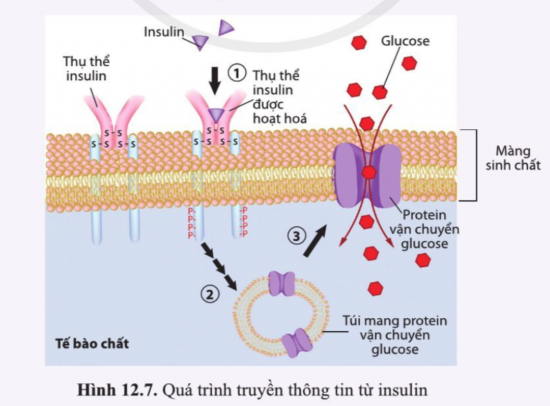 Insulin
Glucose
Thụ thể
insulin
①
Thụ thể
insulin
được
hoạt hoá
S-S
S-S
S-S
S-S
S-S
S-S
Màng
sinh chất
P
P
P
P
P
P
P
P
Protein
vận chuyển
glucose
③
②
Túi mang protein
vận chuyển
glucose
Tế bào chất
Hình 12.7. Quá trình truyền thông tin từ insulin